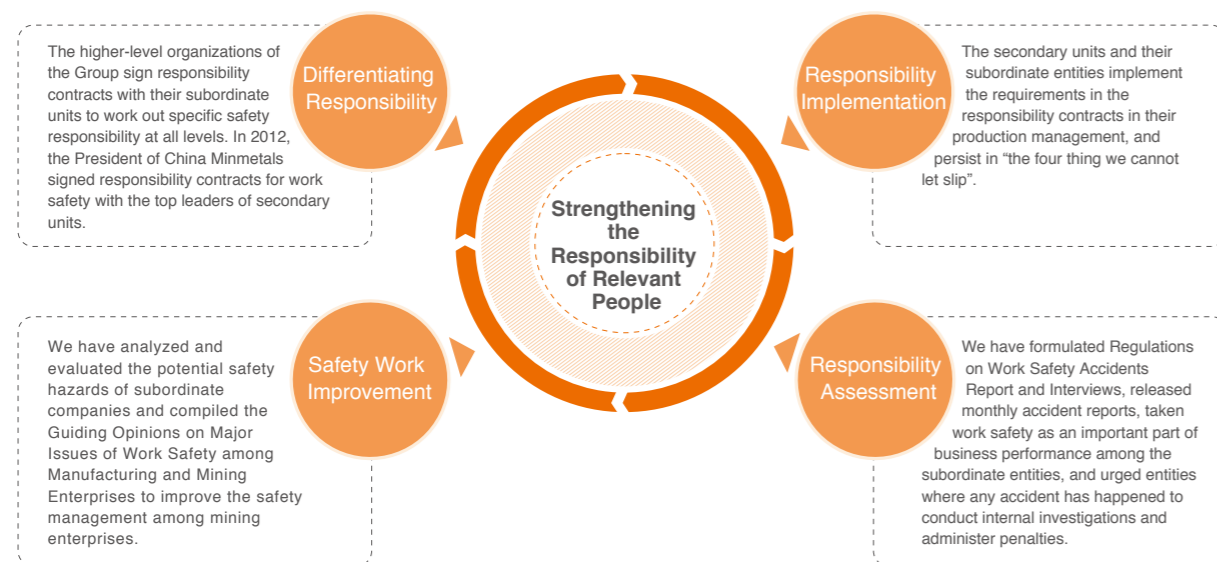 The higher-level organizations of
the Group sign responsibility
contracts with their subordinate
units to work out specific safety
responsibility at all levels. In 2012,
the President of China Minmetals
signed responsibility contracts for work
safety with the top leaders of secondary
units.
Differentiating
Responsibility
Responsibility
Implementation
The secondary units and their
subordinate entities implement
the requirements in the
responsibility contracts in their
production management, and
persist in “the four thing we cannot
let slip”.
Strengthening
the
Responsibility
of Relevant
People
We have analyzed and
evaluated the potential safety
hazards of subordinate
companies and compiled the
Guiding Opinions on Major
Issues of Work Safety among
Manufacturing and Mining
Enterprises to improve the safety
management among mining
enterprises.
Safety Work
Improvement
Responsibility
Assessment
We have formulated Regulations
on Work Safety Accidents
Report and Interviews, released
monthly accident reports, taken
work safety as an important part of
business performance among the
subordinate entities, and urged entities
where any accident has happened to
conduct internal investigations and
administer penalties.